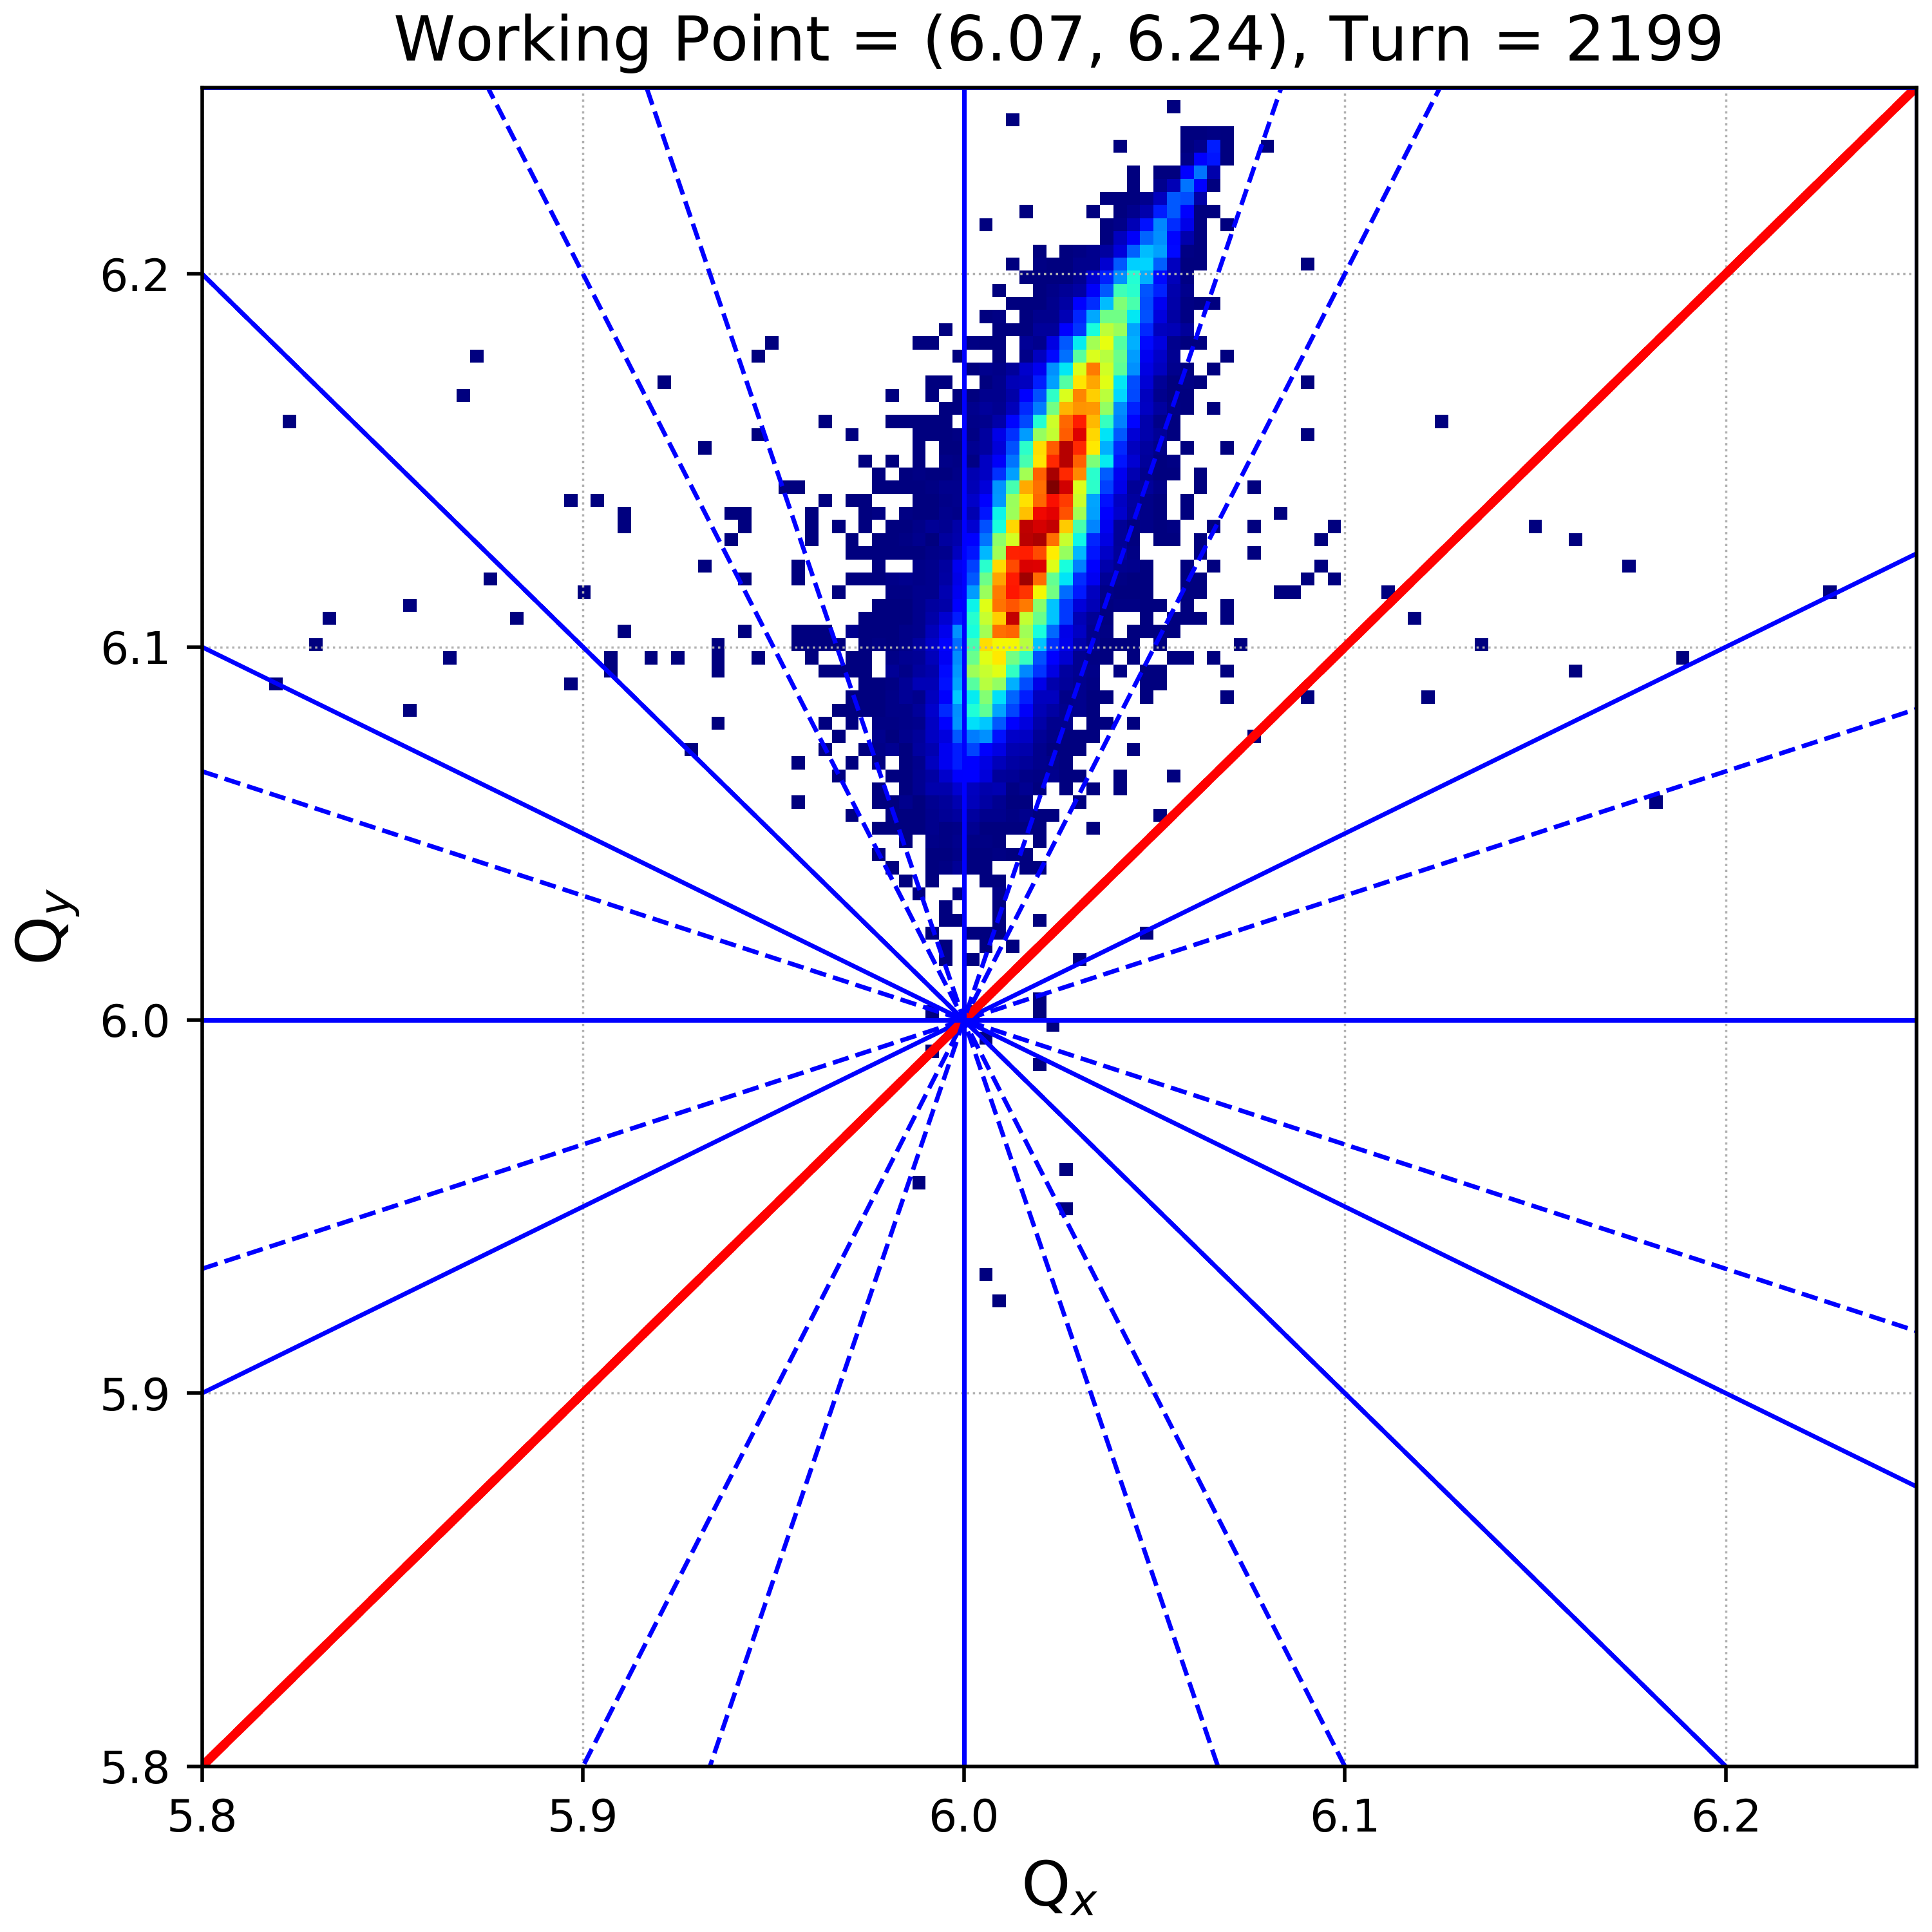 Working Point = (6.07, 6.24), Turn = 2199
6.2
6.1
6.0
5.9
5.8
Qy
5.8 5.9 6.0 6.1 6.2
Qx